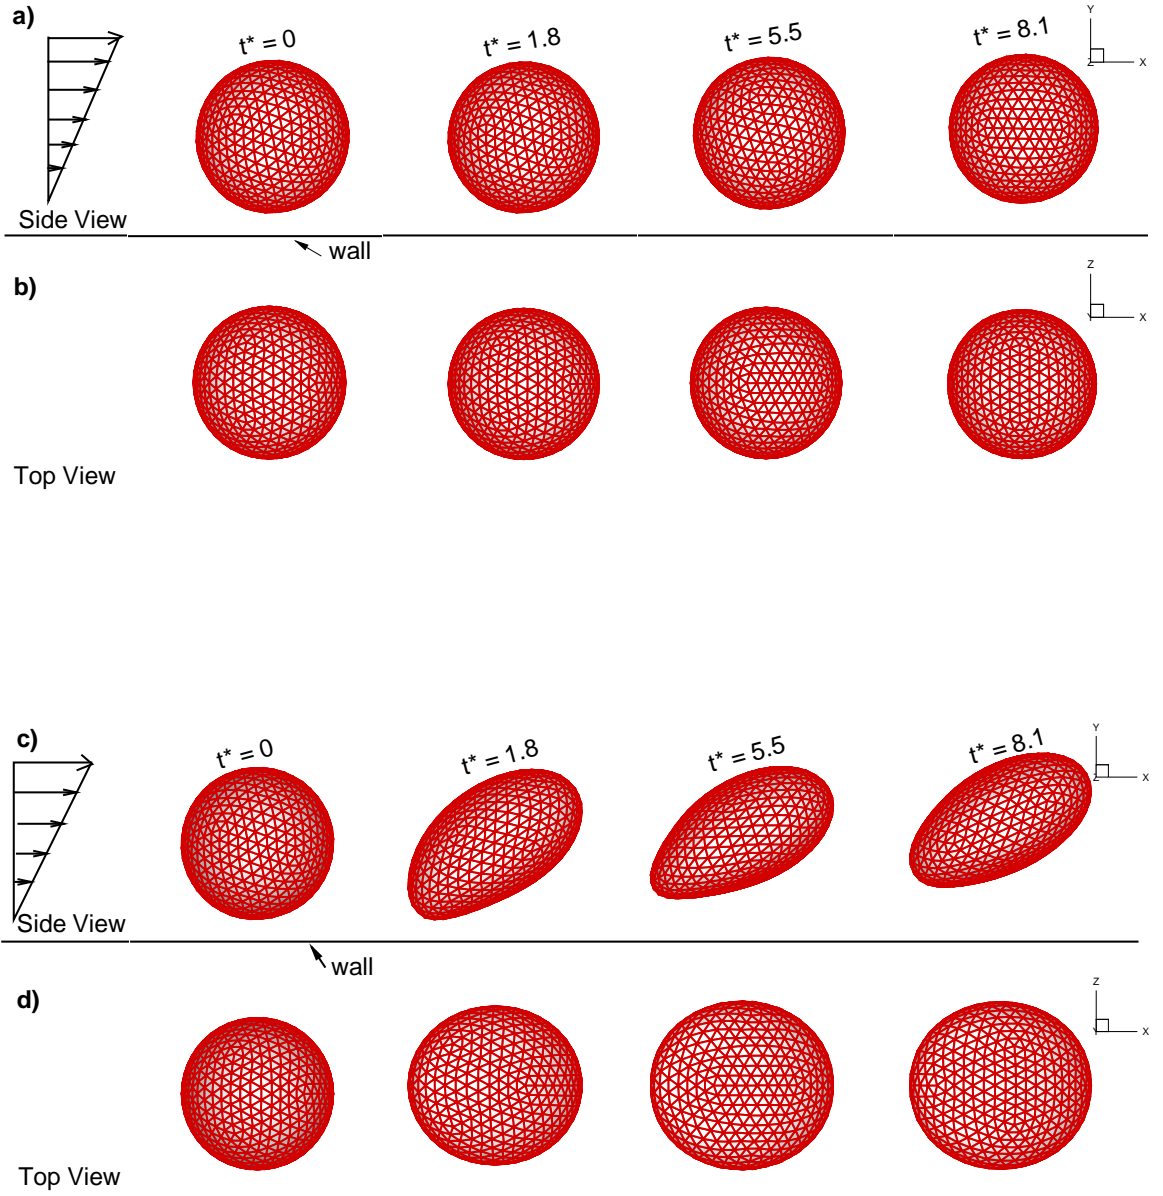 a)
t* = 0
t* = 1.8
t* = 5.5
t* = 8.1
Y
Z
X
Side View
wall
b)
Z
Y
X
Top View
c)
t* = 0
t* = 1.8
t* = 5.5
t* = 8.1
Y
Z
X
Side View
wall
d)
Z
Y
X
Top View